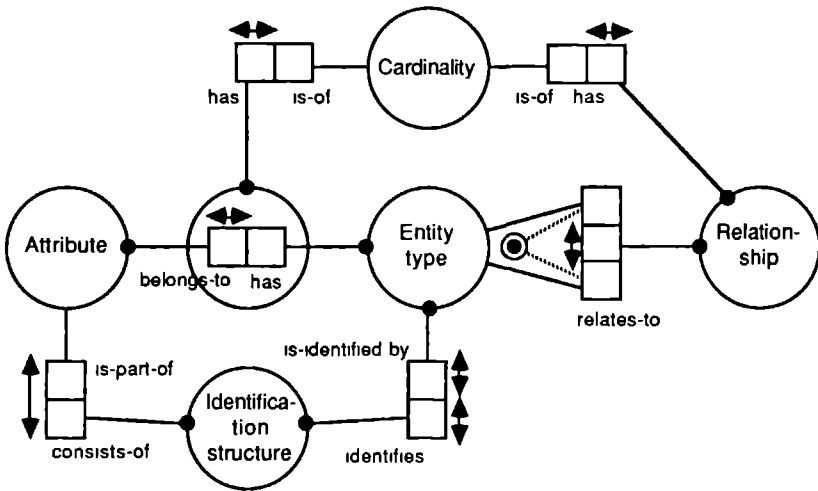 Cardinality
has
is-of
is-of
has
Attribute
belongs-to
has
Entity
type
Relation-
ship
relates-to
is-part-of
is-identified by
Identifica-
tion
structure
consists-of
identifies